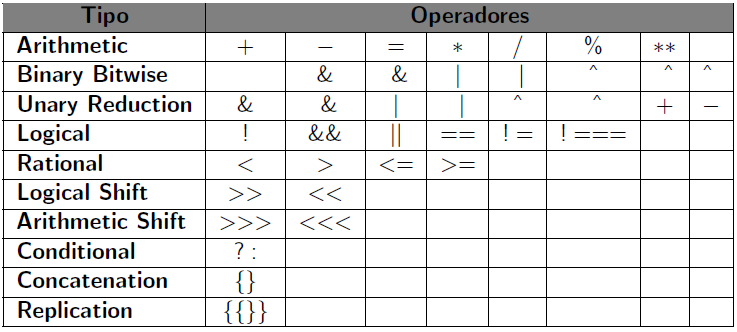 Tipo Operadores
Arithmetic + − = ∗ / % ∗∗
Binary Bitwise & & | | ^ ^ ^
Unary Reduction & & | | ^ ^ + −
Logical ! && || == ! = ! ===
Rational < > <= >=
Logical Shift >> <<
Arithmetic Shift >>> <<<
Conditional ? :
Concatenation {}
Replication {{}}